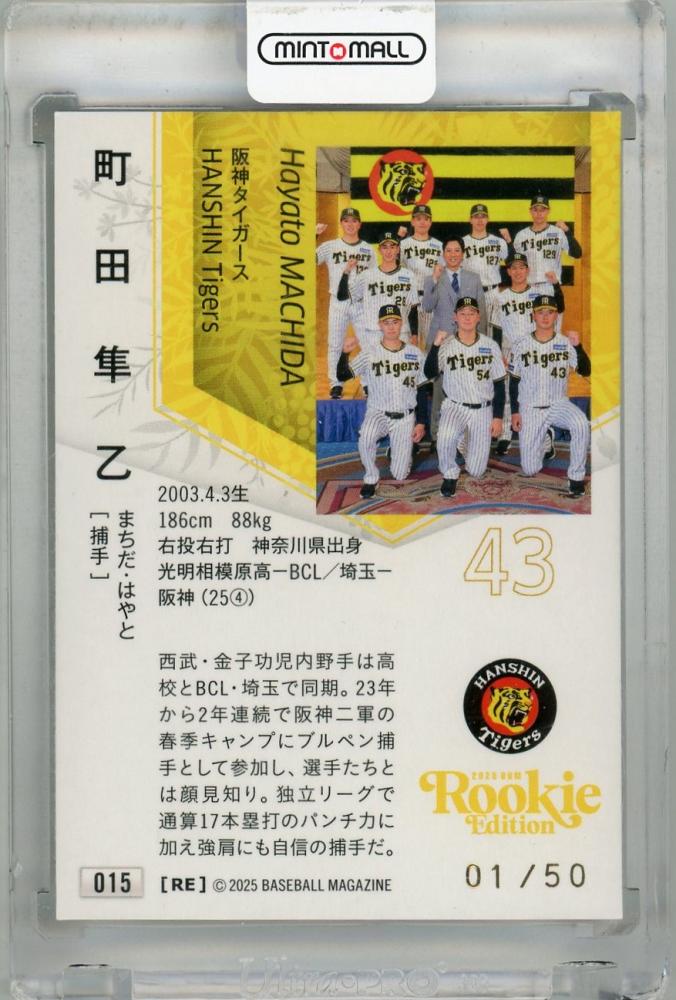 MINT MALL
町田隼乙
まちだ・はやと
[捕手]
Hayato MACHIDA
阪神タイガース
HANSHIN Tigers
Tigers
127
Tigers
129
Tigers
28
Tigers
45
Tigers
54
Tigers
43
2003.4.3生
186cm 88kg
右投右打 神奈川県出身
光明相模原高ーBCL／埼玉ー
阪神（25④）
43
西武・金子功児内野手は高
校とBCL・埼玉で同期。23年
から2年連続で阪神二軍の
春季キャンプにブルペン捕
手として参加し、選手たちと
は顔見知り。独立リーグで
通算17本塁打のパンチ力に
加え強肩にも自信の捕手だ。
HANSHIN
Tigers
2025 BBM
Rookie
Edition
015
[RE] © 2025 BASEBALL MAGAZINE
01/50
Ultra PRO